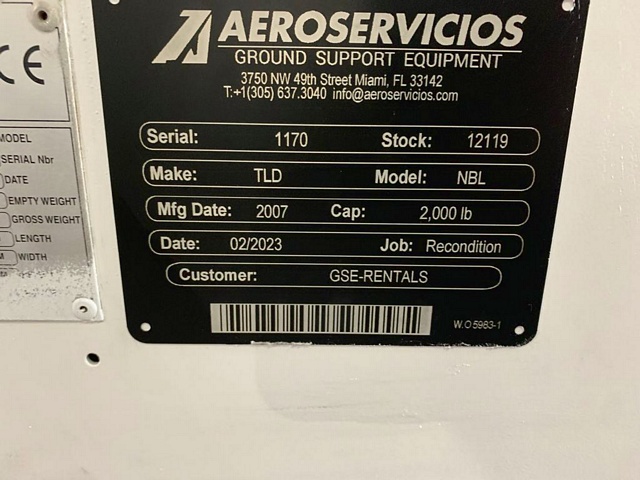 AEROSERVICIOS
GROUND SUPPORT EQUIPMENT
3750 NW 49th Street Miami, FL 33142
T:+1(305) 637.3040 info@aeroservicios.com
Serial: 1170 Stock: 12119
Make: TLD Model: NBL
Mfg Date: 2007 Cap: 2,000 lb
Date: 02/2023 Job: Recondition
Customer: GSE-RENTALS
W.O 5983-1
CE
MODEL
SERIAL Nbr
DATE
EMPTY WEIGHT
GROSS WEIGHT
LENGTH
WIDTH